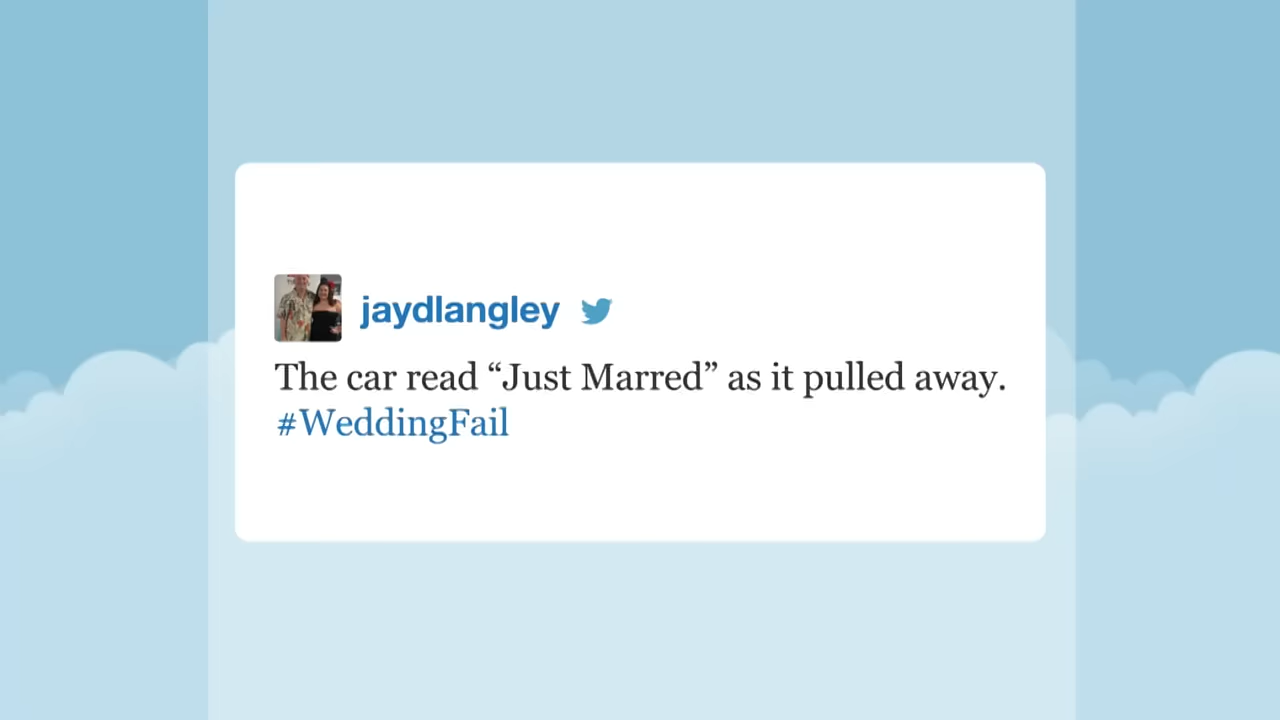 jaydlangley
The car read “Just Marred” as it pulled away.
#WeddingFail